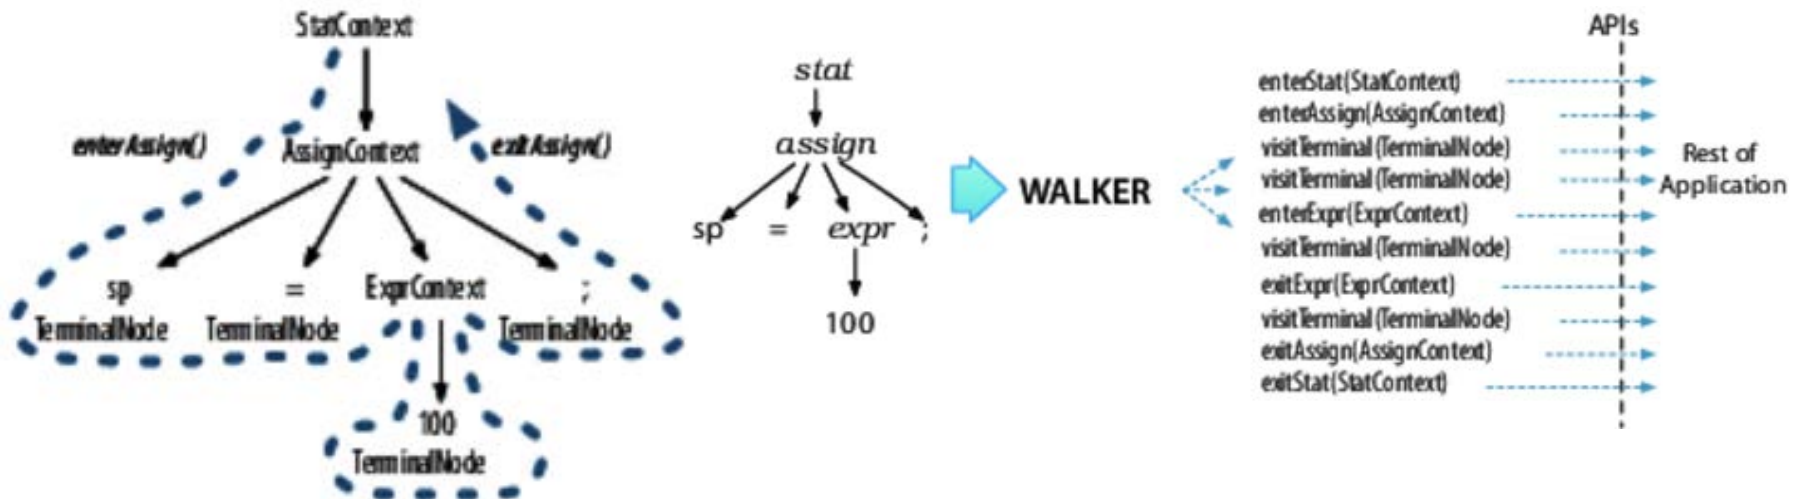 StatContext
enterAssign()
AssignContext
exitAssign()
sp = ExprContext ;
TerminalNode TerminalNode TerminalNode
100
TerminalNode
stat
assign
sp = expr ;
100
WALKER
APIs
enterStat(StatContext)
enterAssign(AssignContext)
visitTerminal(TerminalNode)
visitTerminal(TerminalNode)
enterExpr(ExprContext)
visitTerminal(TerminalNode)
exitExpr(ExprContext)
visitTerminal(TerminalNode)
exitAssign(AssignContext)
exitStat(StatContext)
Rest of
Application